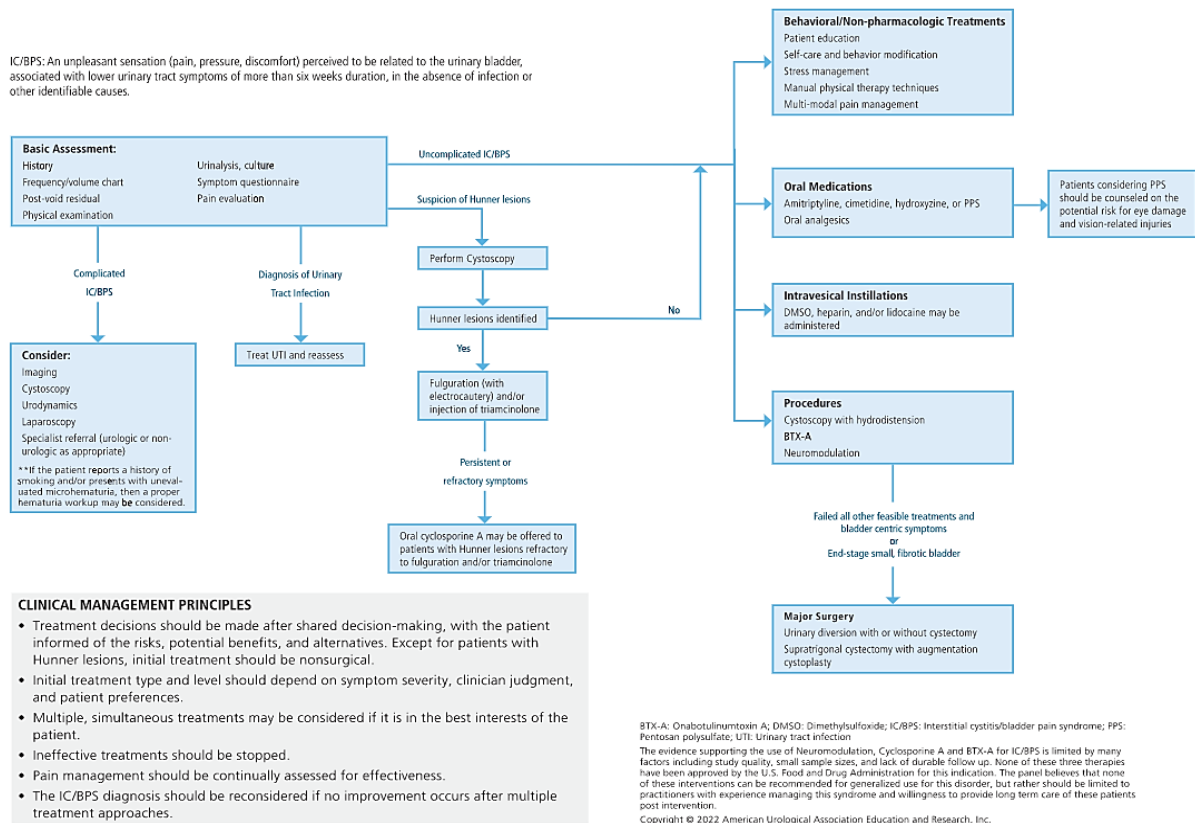 IC/BPS: An unpleasant sensation (pain, pressure, discomfort) perceived to be related to the urinary bladder,
associated with lower urinary tract symptoms of more than six weeks duration, in the absence of infection or
other identifiable causes.
Basic Assessment:
History
Frequency/volume chart
Post-void residual
Physical examination
Urinalysis, culture
Symptom questionnaire
Pain evaluation
Uncomplicated IC/BPS
Suspicion of Hunner lesions
Complicated
IC/BPS
Diagnosis of Urinary
Tract Infection
Consider:
Imaging
Cystoscopy
Urodynamics
Laparoscopy
Specialist referral (urologic or non-
urologic as appropriate)
**If the patient reports a history of
smoking and/or presents with uneval-
uated microhematuria, then a proper
hematuria workup may be considered.
Treat UTI and reassess
Perform Cystoscopy
Hunner lesions identified
No
Yes
Fulguration (with
electrocautery) and/or
injection of triamcinolone
Persistent or
refractory symptoms
Oral cyclosporine A may be offered to
patients with Hunner lesions refractory
to fulguration and/or triamcinolone
Behavioral/Non-pharmacologic Treatments
Patient education
Self-care and behavior modification
Stress management
Manual physical therapy techniques
Multi-modal pain management
Oral Medications
Amitriptyline, cimetidine, hydroxyzine, or PPS
Oral analgesics
Patients considering PPS
should be counseled on the
potential risk for eye damage
and vision-related injuries
Intravesical Instillations
DMSO, heparin, and/or lidocaine may be
administered
Procedures
Cystoscopy with hydrodistension
BTX-A
Neuromodulation
Failed all other feasible treatments and
bladder centric symptoms
or
End-stage small, fibrotic bladder
Major Surgery
Urinary diversion with or without cystectomy
Supratrigonal cystectomy with augmentation
cystoplasty
CLINICAL MANAGEMENT PRINCIPLES
• Treatment decisions should be made after shared decision-making, with the patient
informed of the risks, potential benefits, and alternatives. Except for patients with
Hunner lesions, initial treatment should be nonsurgical.
• Initial treatment type and level should depend on symptom severity, clinician judgment,
and patient preferences.
• Multiple, simultaneous treatments may be considered if it is in the best interests of the
patient.
• Ineffective treatments should be stopped.
• Pain management should be continually assessed for effectiveness.
• The IC/BPS diagnosis should be reconsidered if no improvement occurs after multiple
treatment approaches.
BTX-A: Onabotulinumtoxin A; DMSO: Dimethylsulfoxide; IC/BPS: Interstitial cystitis/bladder pain syndrome; PPS:
Pentosan polysulfate; UTI: Urinary tract infection
The evidence supporting the use of Neuromodulation, Cyclosporine A and BTX-A for IC/BPS is limited by many
factors including study quality, small sample sizes, and lack of durable follow up. None of these three therapies
have been approved by the U.S. Food and Drug Administration for this indication. The panel believes that none
of these interventions can be recommended for generalized use for this disorder, but rather should be limited to
practitioners with experience managing this syndrome and willingness to provide long term care of these patients
post intervention.
Copyright © 2022 American Urological Association Education and Research, Inc.